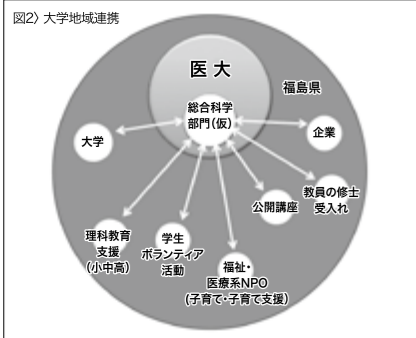 図2〉大学地域連携
医大
福島県
総合科学
部門(仮)
大学
企業
教員の修士
受入れ
公開講座
理科教育
支援
(小中高)
学生
ボランティア
活動
福祉・
医療系NPO
(子育て・子育て支援)